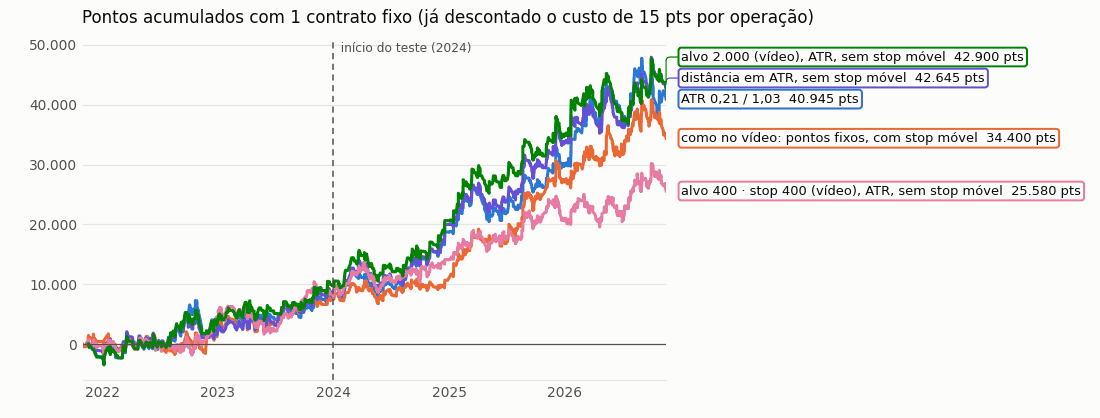 Pontos acumulados com 1 contrato fixo (já descontado o custo de 15 pts por operação)
50.000
início do teste (2024)
alvo 2.000 (vídeo), ATR, sem stop móvel 42.900 pts
distância em ATR, sem stop móvel 42.645 pts
ATR 0,21 / 1,03 40.945 pts
40.000
como no vídeo: pontos fixos, com stop móvel 34.400 pts
30.000
alvo 400 · stop 400 (vídeo), ATR, sem stop móvel 25.580 pts
20.000
10.000
0
2022 2023 2024 2025 2026